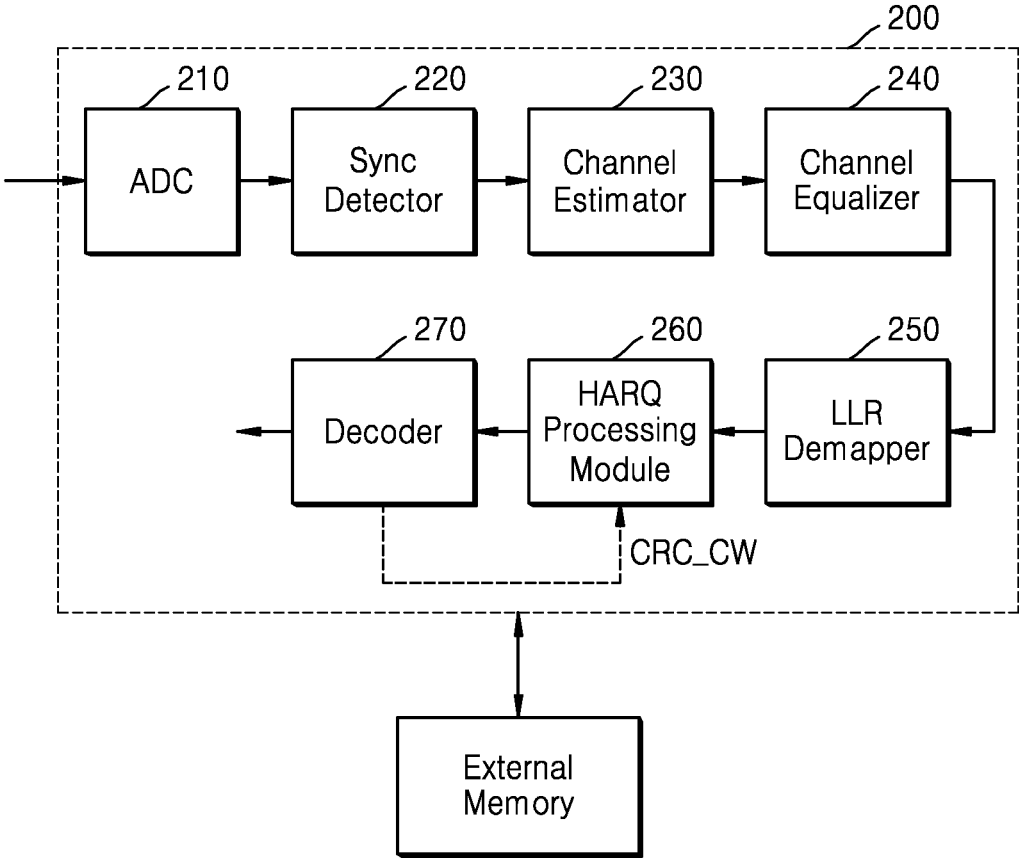 200
210
220
230
240
ADC
Sync
Detector
Channel
Estimator
Channel
Equalizer
270
260
250
Decoder
HARQ
Processing
Module
LLR
Demapper
CRC_CW
External
Memory